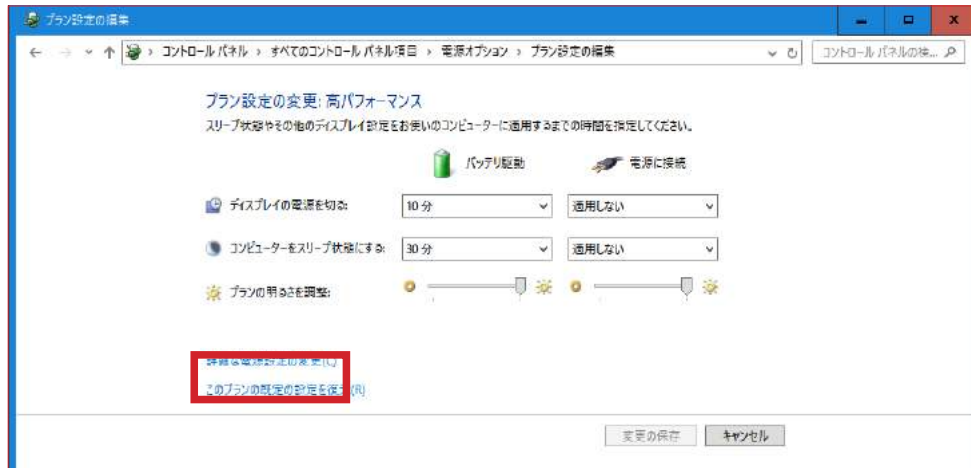 プラン設定の編集
コントロール パネル › すべてのコントロール パネル項目 › 電源オプション › プラン設定の編集
コントロール パネルの検...
プラン設定の変更: 高パフォーマンス
スリープ状態やその他のディスプレイ設定をお使いのコンピューターに適用するまでの時間を指定してください。
バッテリ駆動 電源に接続
ディスプレイの電源を切る: 10 分 適用しない
コンピューターをスリープ状態にする: 30 分 適用しない
プランの明るさを調整:
詳細な電源設定の変更(C)
このプランの既定の設定を復元(R)
変更の保存 キャンセル